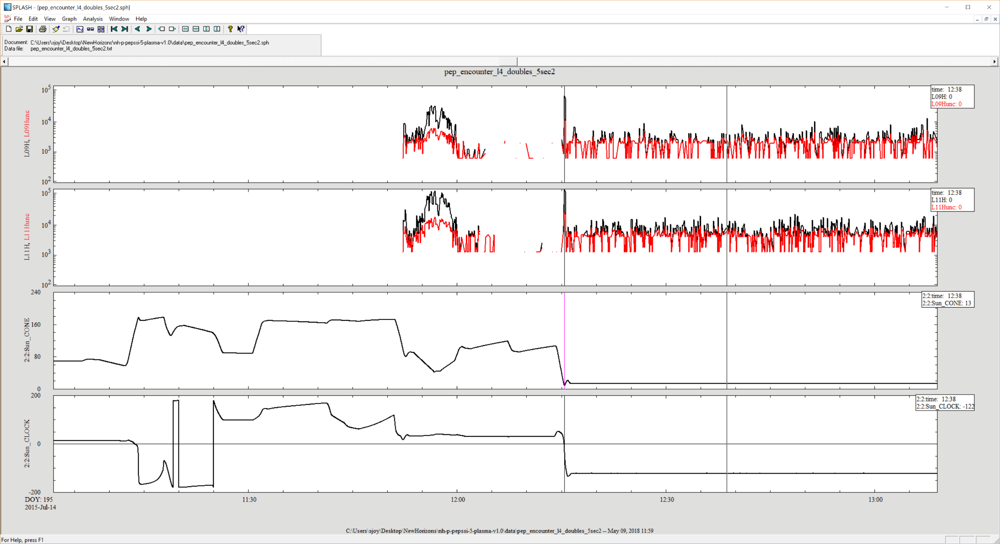 SPLASH - [pep_encounter_l4_doubles_5sec2.sph]
File Edit View Graph Analysis Window Help
Document: C:\Users\sjoy\Desktop\NewHorizons\nh-p-pepssi-5-plasma-v1.0\data\pep_encounter_l4_doubles_5sec2.sph
Data file: pep_encounter_l4_doubles_5sec2.txt
pep_encounter_l4_doubles_5sec2
L09H, L09Hunc
10^5
10^4
10^3
10^2
time: 12:38
L09H: 0
L09Hunc: 0
L11H, L11Hunc
10^5
10^4
10^3
10^2
time: 12:38
L11H: 0
L11Hunc: 0
2:2:Sun_CONE
240
160
80
0
2:2:time: 12:38
2:2:Sun_CONE: 13
2:2:Sun_CLOCK
200
0
-200
2:2:time: 12:38
2:2:Sun_CLOCK: -122
DOY: 195 11:30 12:00 12:30 13:00
2015-Jul-14
C:\Users\sjoy\Desktop\NewHorizons\nh-p-pepssi-5-plasma-v1.0\data\pep_encounter_l4_doubles_5sec2 -- May 09, 2018 11:59
For Help, press F1